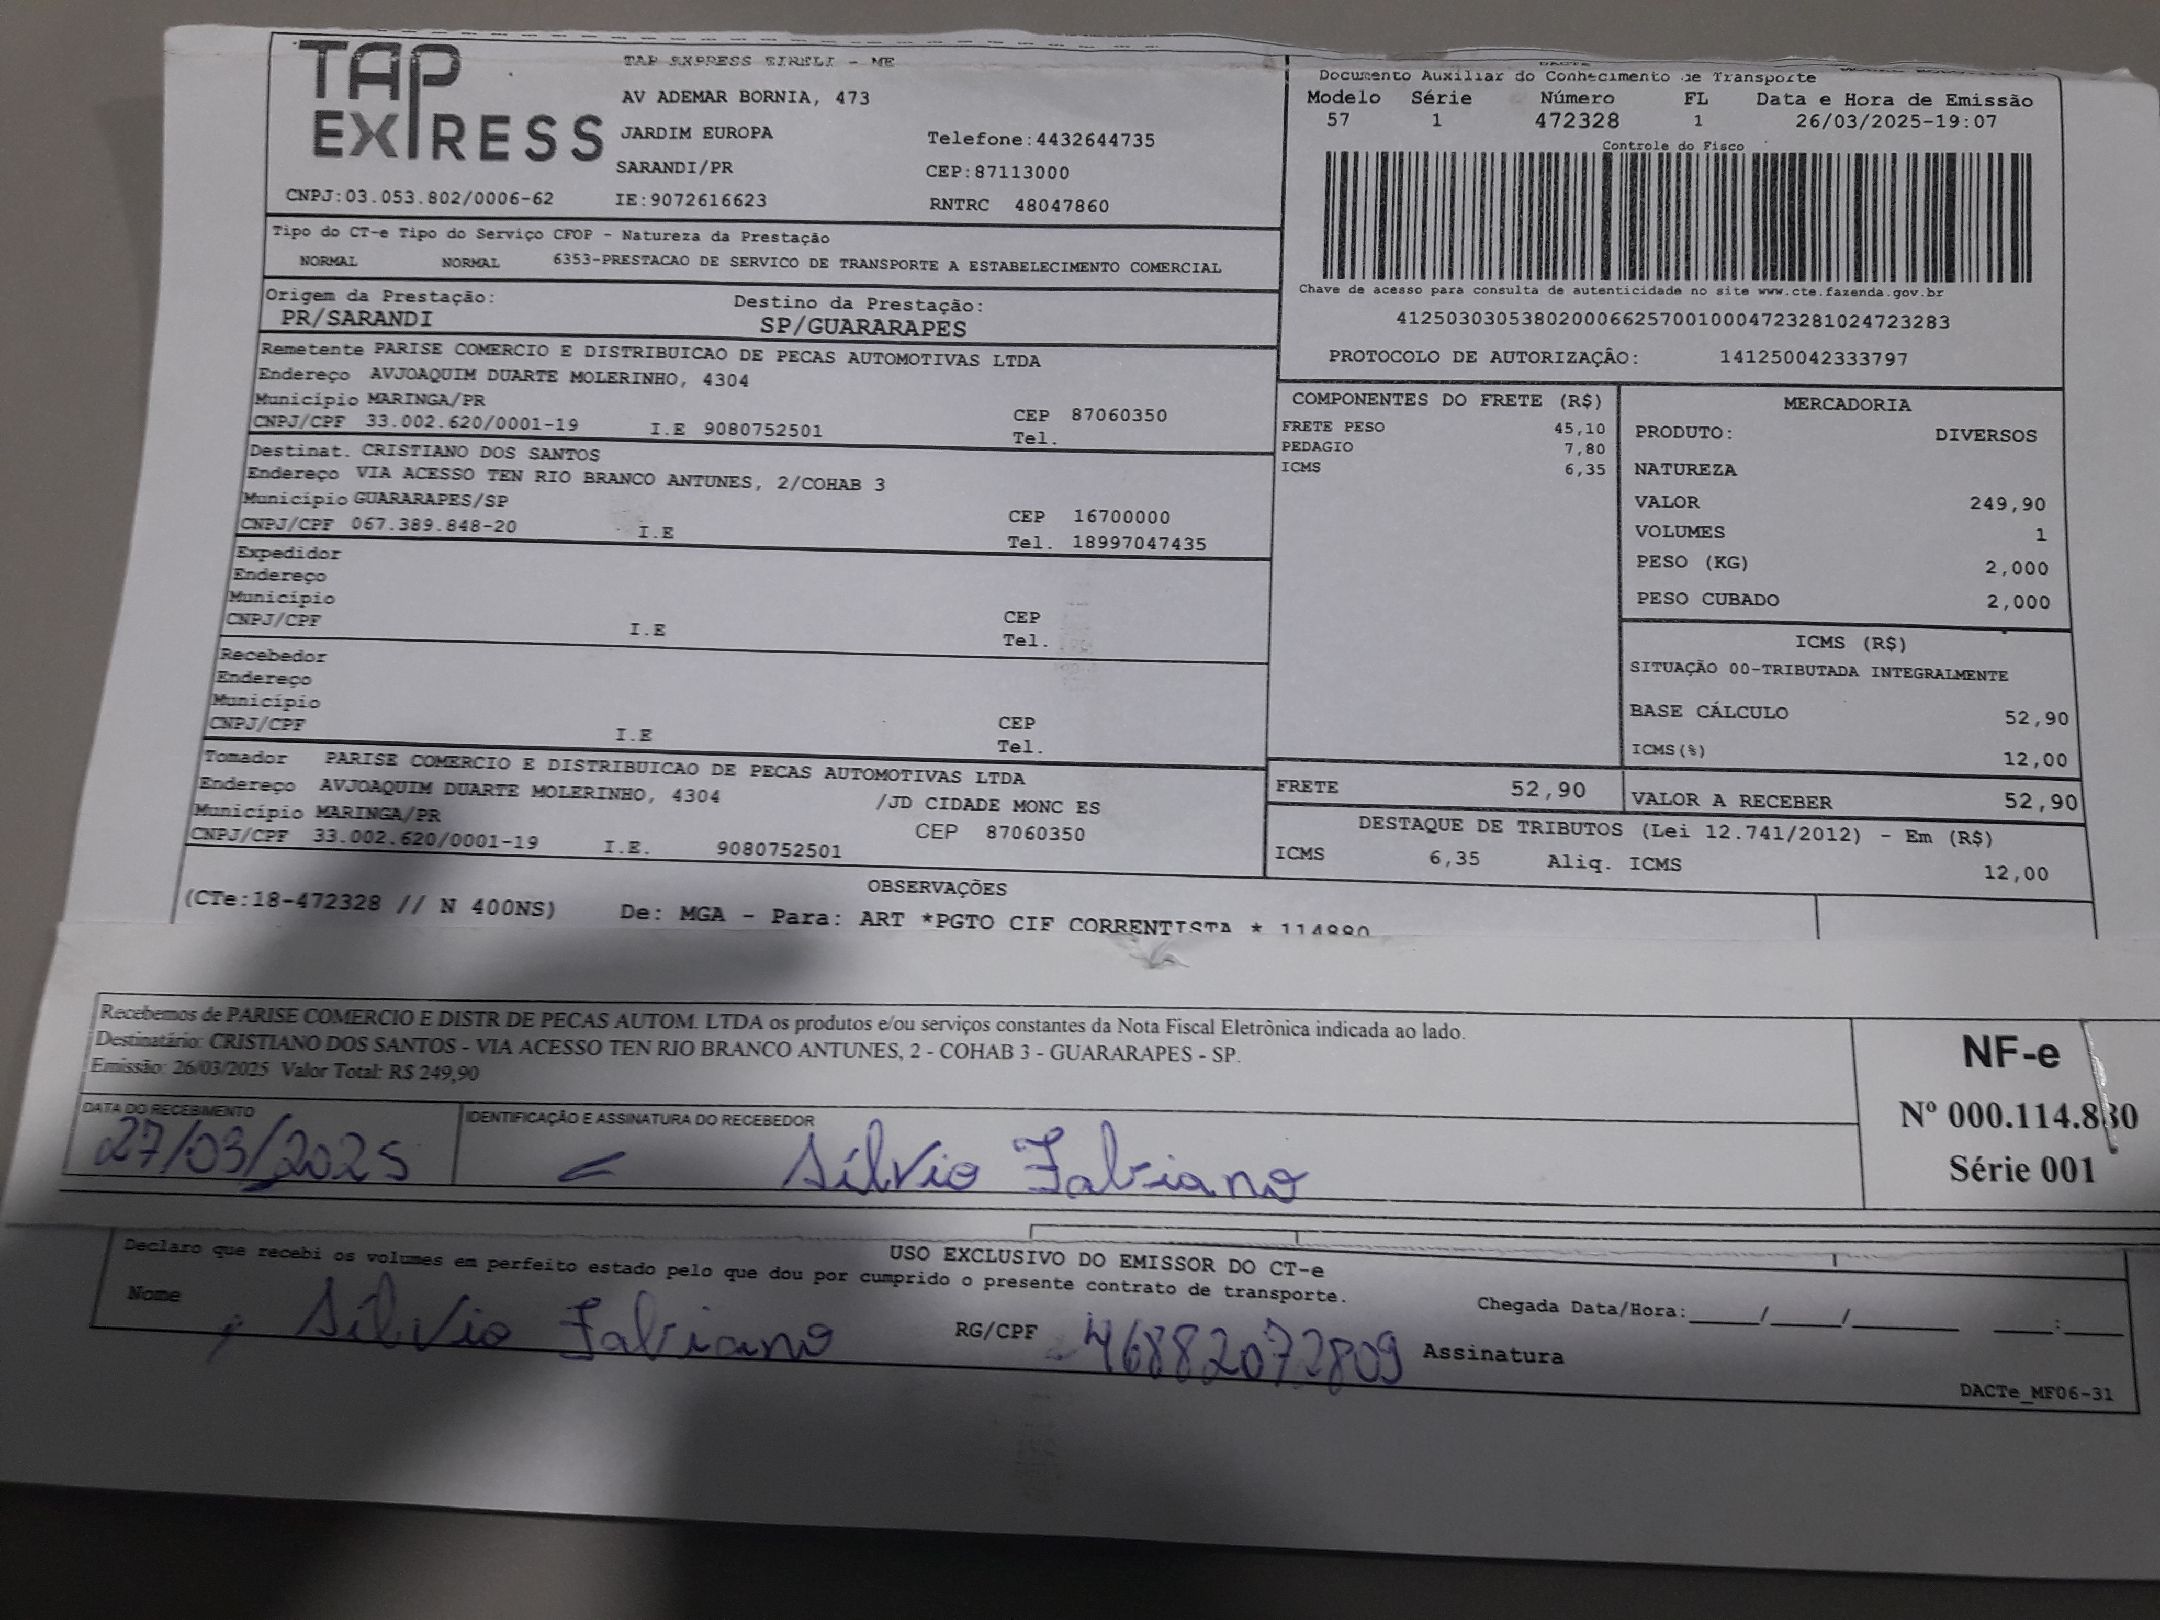 TAP EXPRESS
TAP EXPRESS EIRELI - ME
AV ADEMAR BORNIA, 473
JARDIM EUROPA Telefone:4432644735
SARANDI/PR CEP:87113000
CNPJ:03.053.802/0006-62 IE:9072616623 RNTRC 48047860
DACTE
Documento Auxiliar do Conhecimento de Transporte
Modelo Série Número FL Data e Hora de Emissão
57 1 472328 1 26/03/2025-19:07
Controle do Fisco
Chave de acesso para consulta de autenticidade no site www.cte.fazenda.gov.br
41250303053802000662570010004723281024723283
PROTOCOLO DE AUTORIZAÇÃO: 141250042333797
Tipo do CT-e Tipo do Serviço CFOP - Natureza da Prestação
NORMAL NORMAL 6353-PRESTACAO DE SERVICO DE TRANSPORTE A ESTABELECIMENTO COMERCIAL
Origem da Prestação: Destino da Prestação:
PR/SARANDI SP/GUARARAPES
Remetente PARISE COMERCIO E DISTRIBUICAO DE PECAS AUTOMOTIVAS LTDA
Endereço AVJOAQUIM DUARTE MOLERINHO, 4304
Município MARINGA/PR CEP 87060350
CNPJ/CPF 33.002.620/0001-19 I.E 9080752501 Tel.
Destinat. CRISTIANO DOS SANTOS
Endereço VIA ACESSO TEN RIO BRANCO ANTUNES, 2/COHAB 3
Município GUARARAPES/SP CEP 16700000
CNPJ/CPF 067.389.848-20 I.E Tel. 18997047435
Expedidor
Endereço
Município CEP
CNPJ/CPF I.E Tel.
Recebedor
Endereço
Município CEP
CNPJ/CPF I.E Tel.
Tomador PARISE COMERCIO E DISTRIBUICAO DE PECAS AUTOMOTIVAS LTDA
Endereço AVJOAQUIM DUARTE MOLERINHO, 4304 /JD CIDADE MONC ES
Município MARINGA/PR CEP 87060350
CNPJ/CPF 33.002.620/0001-19 I.E. 9080752501
COMPONENTES DO FRETE (R$)
FRETE PESO 45,10
PEDAGIO 7,80
ICMS 6,35
MERCADORIA
PRODUTO: DIVERSOS
NATUREZA
VALOR 249,90
VOLUMES 1
PESO (KG) 2,000
PESO CUBADO 2,000
ICMS (R$)
SITUAÇÃO 00-TRIBUTADA INTEGRALMENTE
BASE CÁLCULO 52,90
ICMS(%) 12,00
FRETE 52,90 VALOR A RECEBER 52,90
DESTAQUE DE TRIBUTOS (Lei 12.741/2012) - Em (R$)
ICMS 6,35 Aliq. ICMS 12,00
OBSERVAÇÕES
(CTe:18-472328 // N 400NS) De: MGA - Para: ART *PGTO CIF CORRENTISTA * 114880
Recebemos de PARISE COMERCIO E DISTR DE PECAS AUTOM. LTDA os produtos e/ou serviços constantes da Nota Fiscal Eletrônica indicada ao lado.
Destinatário: CRISTIANO DOS SANTOS - VIA ACESSO TEN RIO BRANCO ANTUNES, 2 - COHAB 3 - GUARARAPES - SP.
Emissão: 26/03/2025 Valor Total: R$ 249,90
DATA DO RECEBIMENTO IDENTIFICAÇÃO E ASSINATURA DO RECEBEDOR
27/03/2025 Silvio Fabiano
NF-e
Nº 000.114.880
Série 001
USO EXCLUSIVO DO EMISSOR DO CT-e
Declaro que recebi os volumes em perfeito estado pelo que dou por cumprido o presente contrato de transporte.
Nome Silvio Fabiano RG/CPF 46882072809 Assinatura
Chegada Data/Hora:____/____/______ ___:___
DACTe_MF06-31